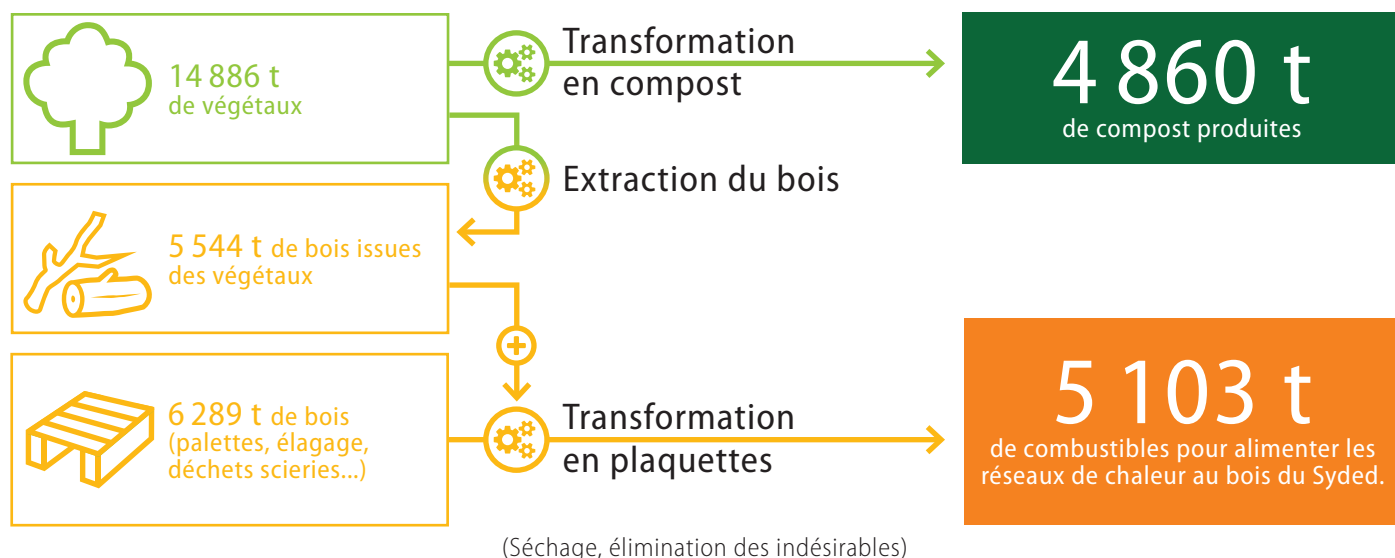 14 886 t
de végétaux
Transformation
en compost
4 860 t
de compost produites
Extraction du bois
5 544 t de bois issues
des végétaux
6 289 t de bois
(palettes, élagage,
déchets scieries...)
Transformation
en plaquettes
5 103 t
de combustibles pour alimenter les
réseaux de chaleur au bois du Syded.
(Séchage, élimination des indésirables)